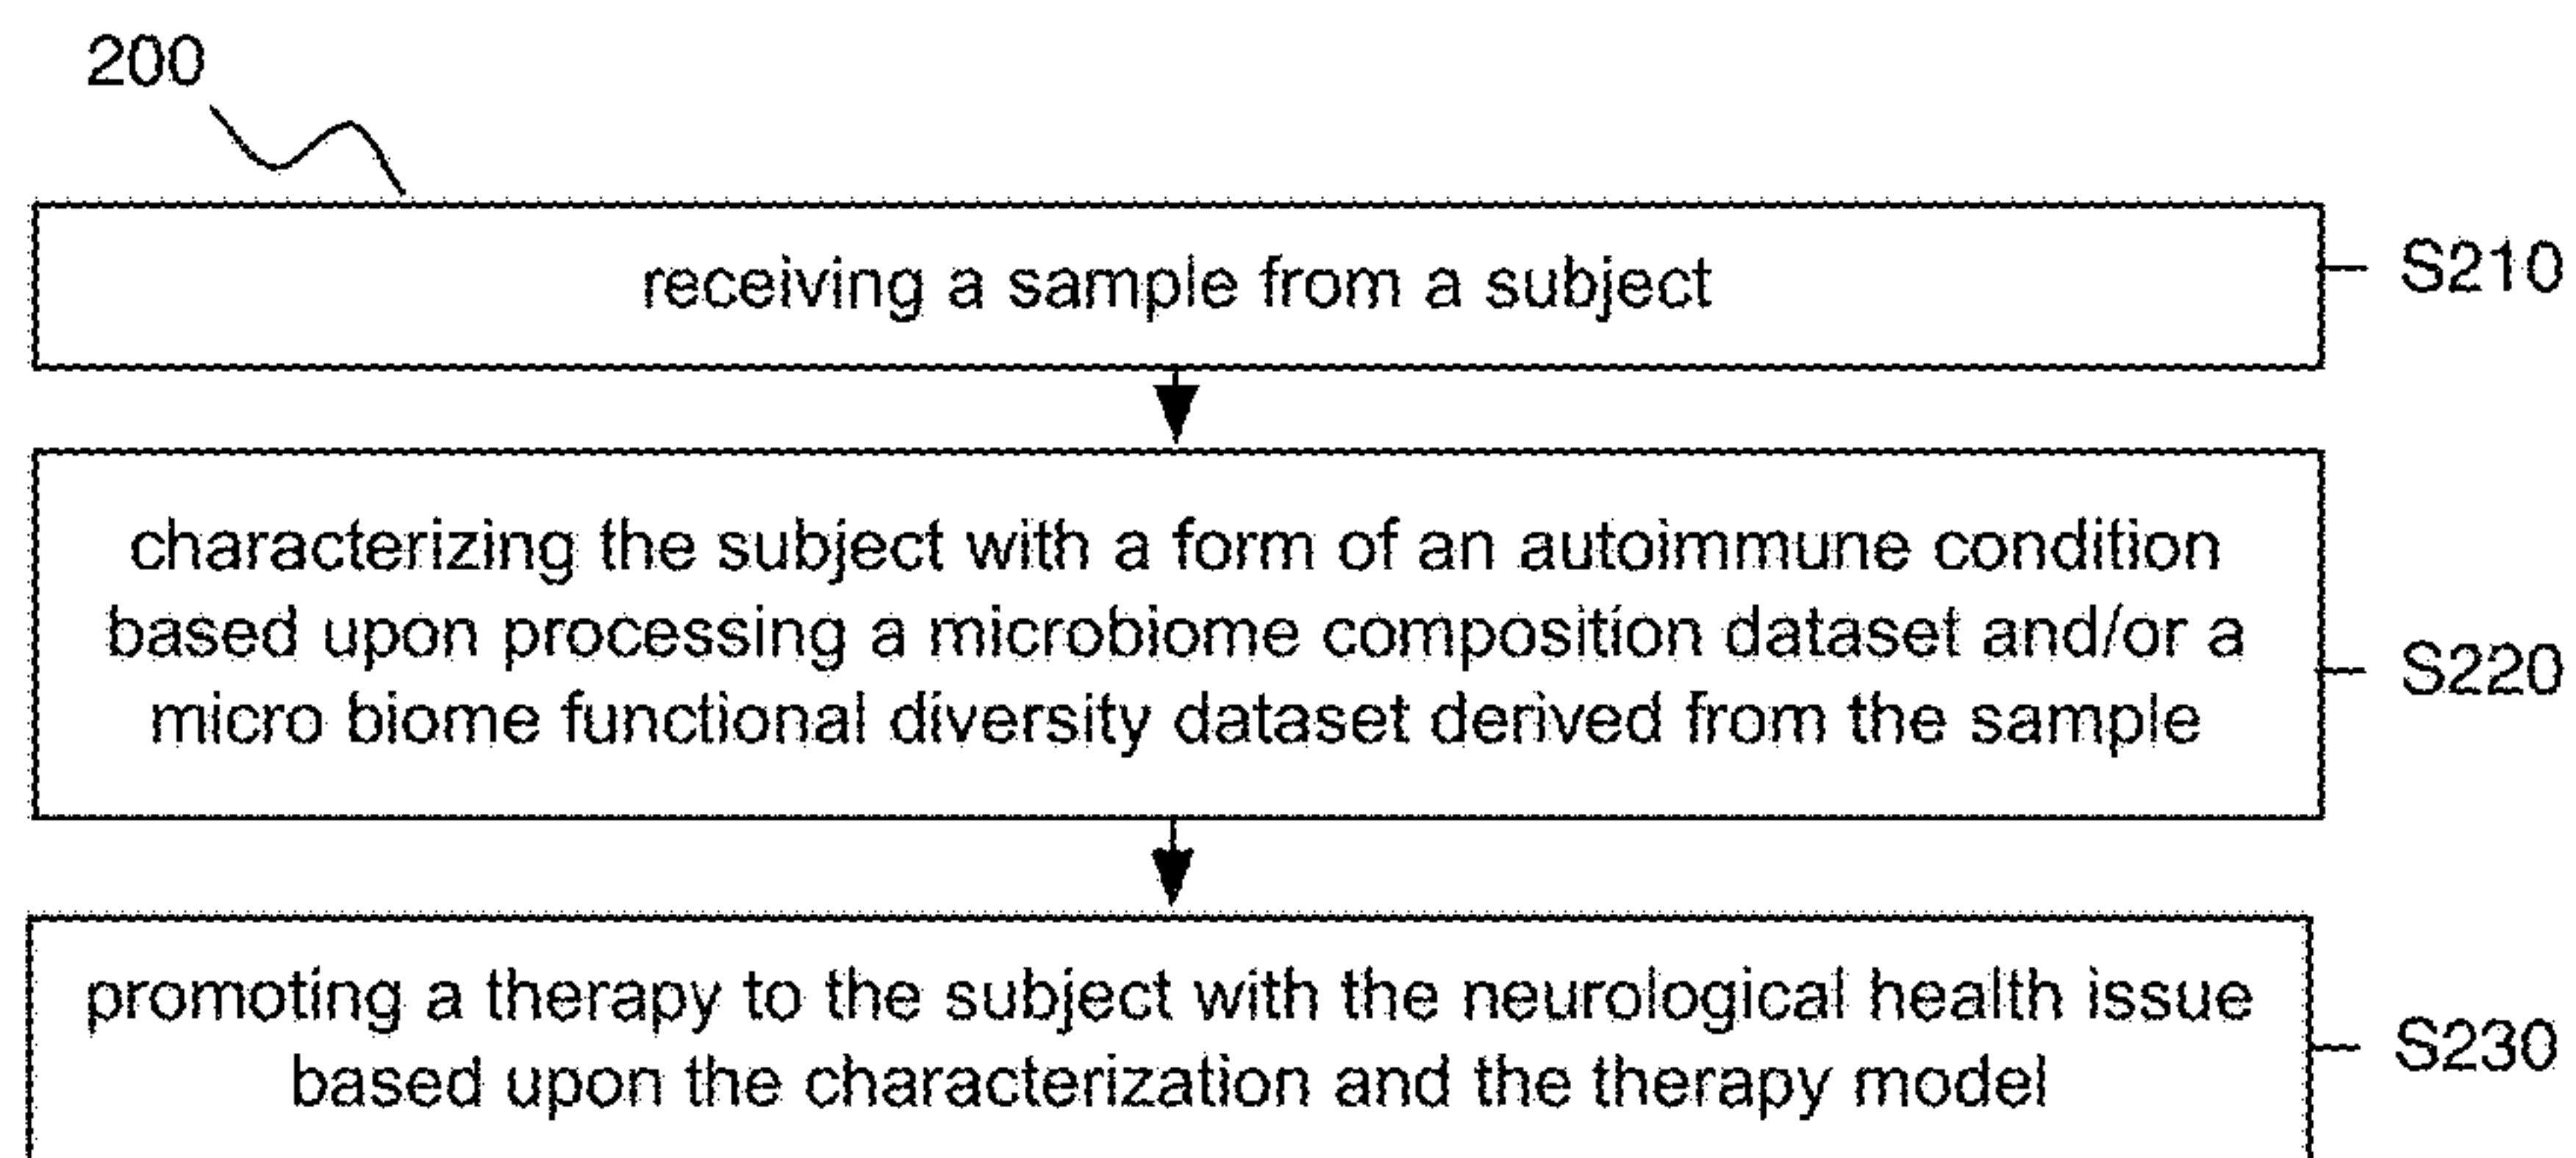 200
receiving a sample from a subject
S210
characterizing the subject with a form of an autoimmune condition
based upon processing a microbiome composition dataset and/or a
micro biome functional diversity dataset derived from the sample
S220
promoting a therapy to the subject with the neurological health issue
based upon the characterization and the therapy model
S230